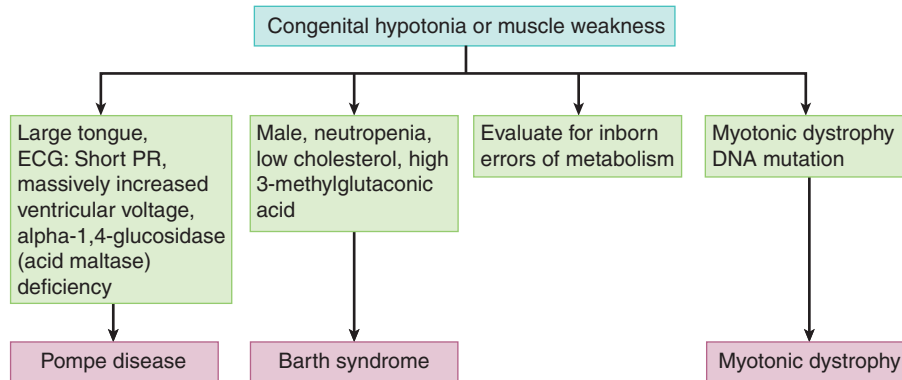 Congenital hypotonia or muscle weakness
Large tongue,
ECG: Short PR,
massively increased
ventricular voltage,
alpha-1,4-glucosidase
(acid maltase)
deficiency
Male, neutropenia,
low cholesterol, high
3-methylglutaconic
acid
Evaluate for inborn
errors of metabolism
Myotonic dystrophy
DNA mutation
Pompe disease
Barth syndrome
Myotonic dystrophy